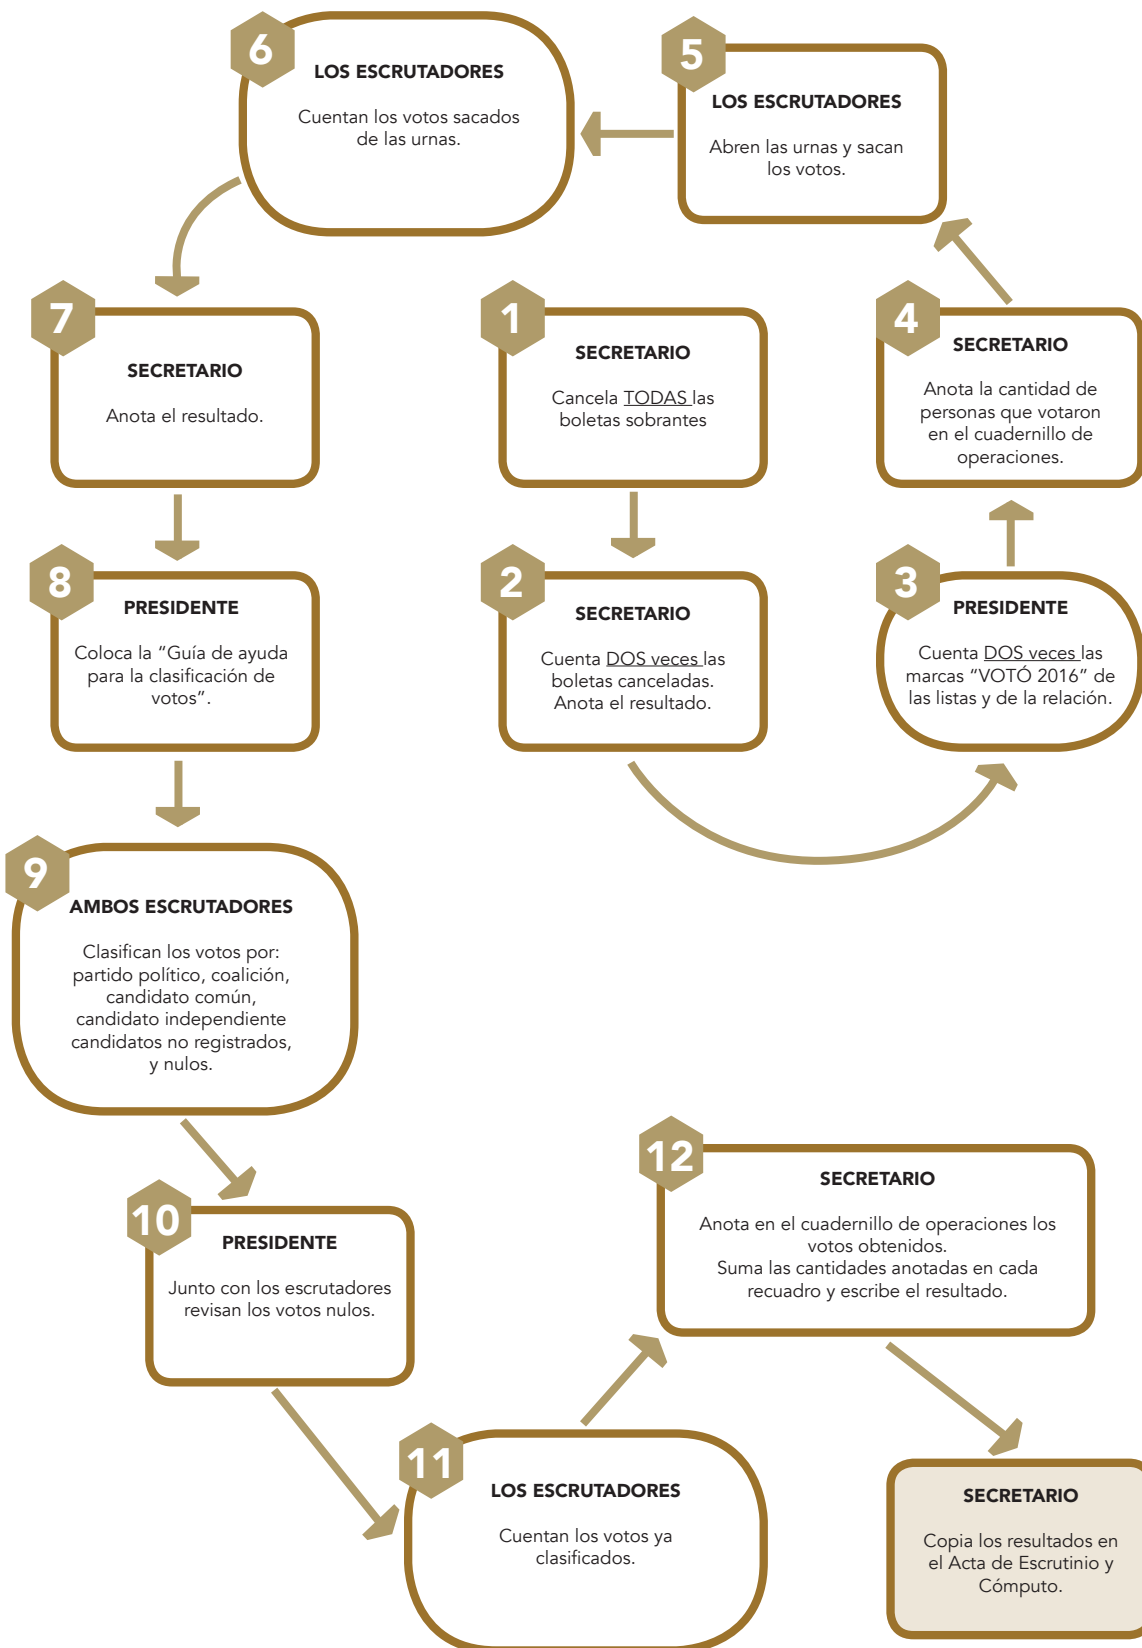 1
SECRETARIO
Cancela TODAS las
boletas sobrantes
2
SECRETARIO
Cuenta DOS veces las
boletas canceladas.
Anota el resultado.
3
PRESIDENTE
Cuenta DOS veces las
marcas “VOTÓ 2016” de
las listas y de la relación.
4
SECRETARIO
Anota la cantidad de
personas que votaron
en el cuadernillo de
operaciones.
5
LOS ESCRUTADORES
Abren las urnas y sacan
los votos.
6
LOS ESCRUTADORES
Cuentan los votos sacados
de las urnas.
7
SECRETARIO
Anota el resultado.
8
PRESIDENTE
Coloca la “Guía de ayuda
para la clasificación de
votos”.
9
AMBOS ESCRUTADORES
Clasifican los votos por:
partido político, coalición,
candidato común,
candidato independiente
candidatos no registrados,
y nulos.
10
PRESIDENTE
Junto con los escrutadores
revisan los votos nulos.
11
LOS ESCRUTADORES
Cuentan los votos ya
clasificados.
12
SECRETARIO
Anota en el cuadernillo de operaciones los
votos obtenidos.
Suma las cantidades anotadas en cada
recuadro y escribe el resultado.
SECRETARIO
Copia los resultados en
el Acta de Escrutinio y
Cómputo.